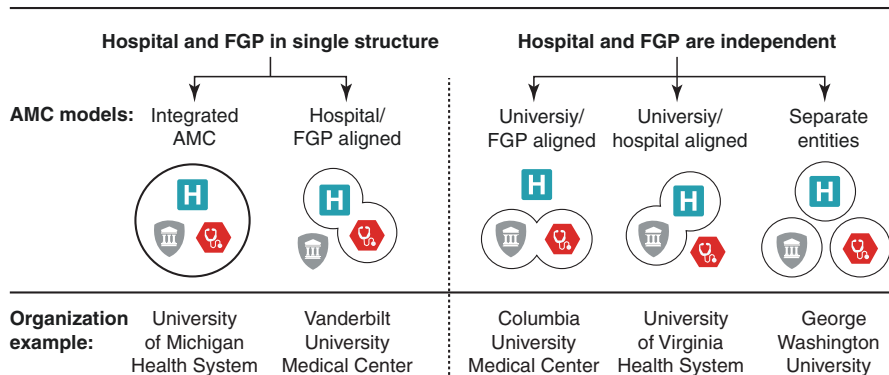 Hospital and FGP in single structure
Hospital and FGP are independent
AMC models:
Integrated
AMC
Hospital/
FGP aligned
Universiy/
FGP aligned
Universiy/
hospital aligned
Separate
entities
H
H
H
H
H
Organization
example:
University
of Michigan
Health System
Vanderbilt
University
Medical Center
Columbia
University
Medical Center
University
of Virginia
Health System
George
Washington
University